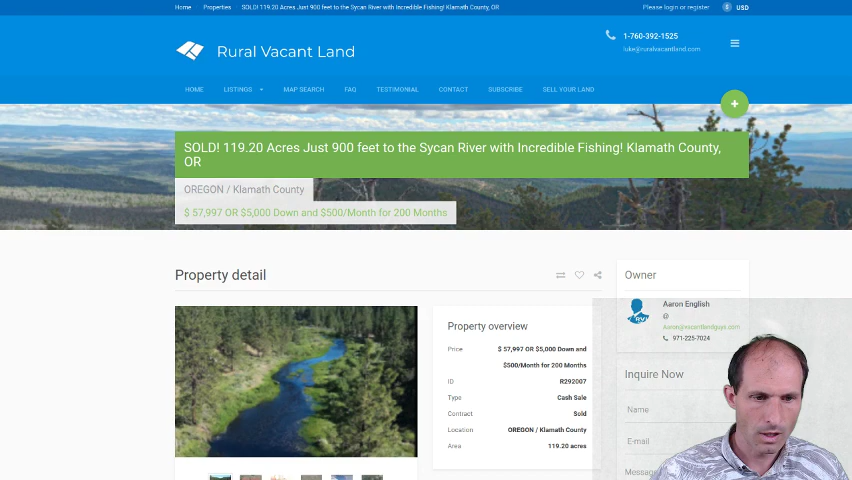 Home Properties SOLD! 119.20 Acres Just 900 feet to the Sycan River with Incredible Fishing! Klamath County, OR Please login or register $ USD
Rural Vacant Land
1-760-392-1525
luke@ruralvacantland.com
HOME LISTINGS MAP SEARCH FAQ TESTIMONIAL CONTACT SUBSCRIBE SELL YOUR LAND
+
SOLD! 119.20 Acres Just 900 feet to the Sycan River with Incredible Fishing! Klamath County,
OR
OREGON / Klamath County
$ 57,997 OR $5,000 Down and $500/Month for 200 Months
Property detail
Property overview
Price $ 57,997 OR $5,000 Down and
$500/Month for 200 Months
ID R292007
Type Cash Sale
Contract Sold
Location OREGON / Klamath County
Area 119.20 acres
Owner
Aaron English
@
Aaron@vacantlandguys.com
971-225-7024
Inquire Now
Name
E-mail
Messag